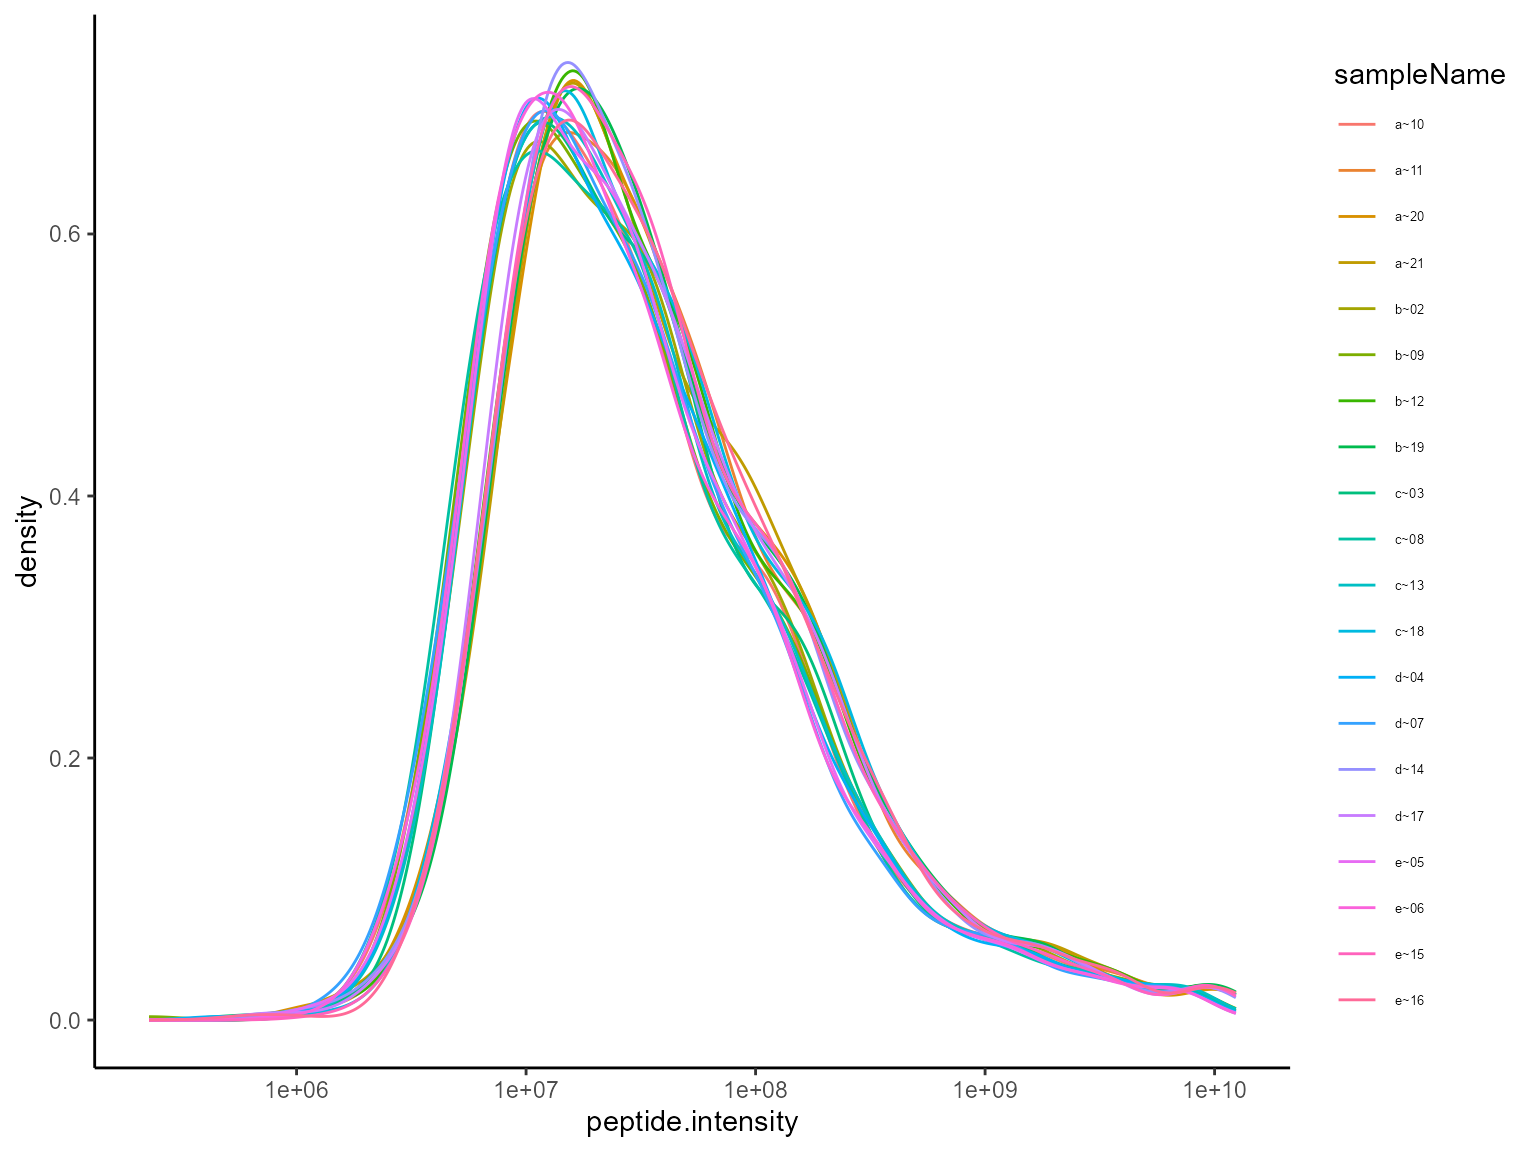 sampleName
a~10
a~11
a~20
a~21
b~02
b~09
b~12
b~19
c~03
c~08
c~13
c~18
d~04
d~07
d~14
d~17
e~05
e~06
e~15
e~16
density
0.6
0.4
0.2
0.0
1e+06 1e+07 1e+08 1e+09 1e+10
peptide.intensity